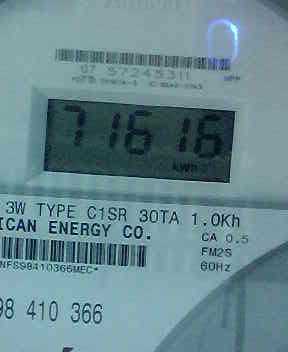 07 57245311
71616
kWh
3W TYPE C1SR 30TA 1.0Kh
ICAN ENERGY CO.
CA 0.5
FM2S
NFS98410366MEC*
60Hz
98 410 366